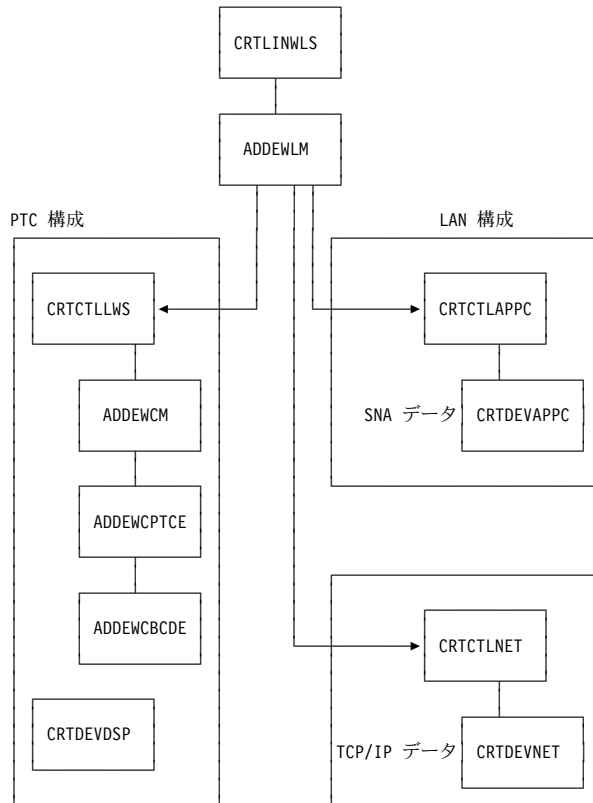 CRTLINWLS
ADDEWLM
PTC 構成
LAN 構成
CRTCTLLWS
CRTCTLAPPC
ADDEWCM
SNA データ
CRTDEVAPPC
ADDEWCPTCE
ADDEWCBCDE
CRTCTLNET
CRTDEVDSP
TCP/IP データ
CRTDEVNET